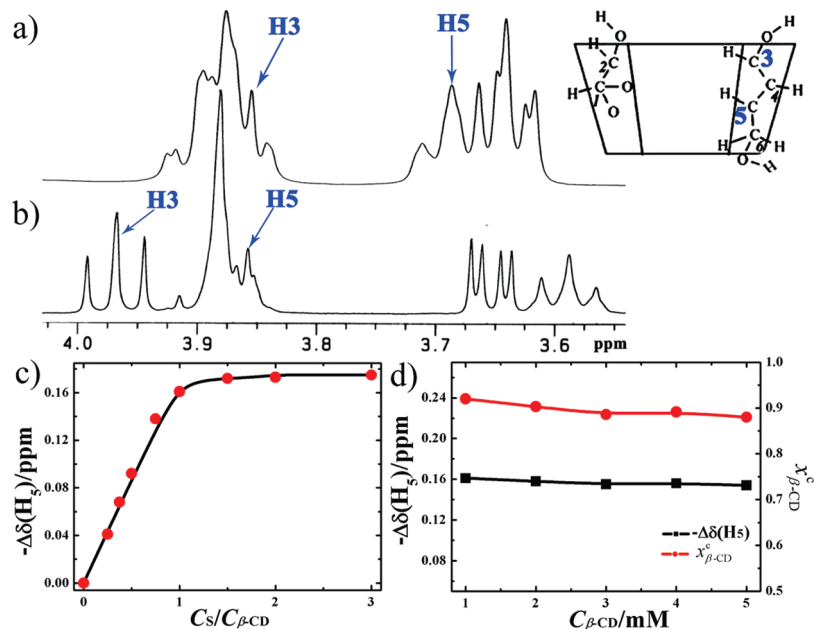 a)
H3
H5
H
O
H
2
H
O
1
O
H
O
H
3
H
4
H
5
H
6
H
O
H
b)
H3
H5
4.0 3.9 3.8 3.7 3.6 ppm
c)
-Δδ(H5)/ppm
0.16
0.12
0.08
0.04
0.00
0 1 2 3
CS/Cβ-CD
d)
-Δδ(H5)/ppm
0.24
0.20
0.16
0.12
0.08
1 2 3 4 5
Cβ-CD/mM
1.0
0.9
0.8
0.7
0.6
0.5
x^c_β-CD
-Δδ(H5)
x^c_β-CD